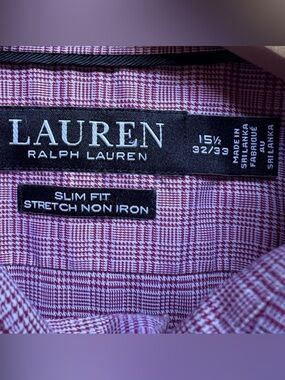 LAUREN
RALPH LAUREN
15½
32/33
MADE IN
SRI LANKA
FABRIQUÉ
AU
SRI LANKA
SLIM FIT
STRETCH NON IRON